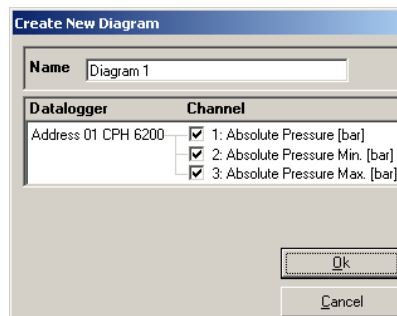 Create New Diagram
Name Diagram 1
Datalogger Channel
Address 01 CPH 6200 1: Absolute Pressure [bar]
2: Absolute Pressure Min. [bar]
3: Absolute Pressure Max. [bar]
Ok
Cancel